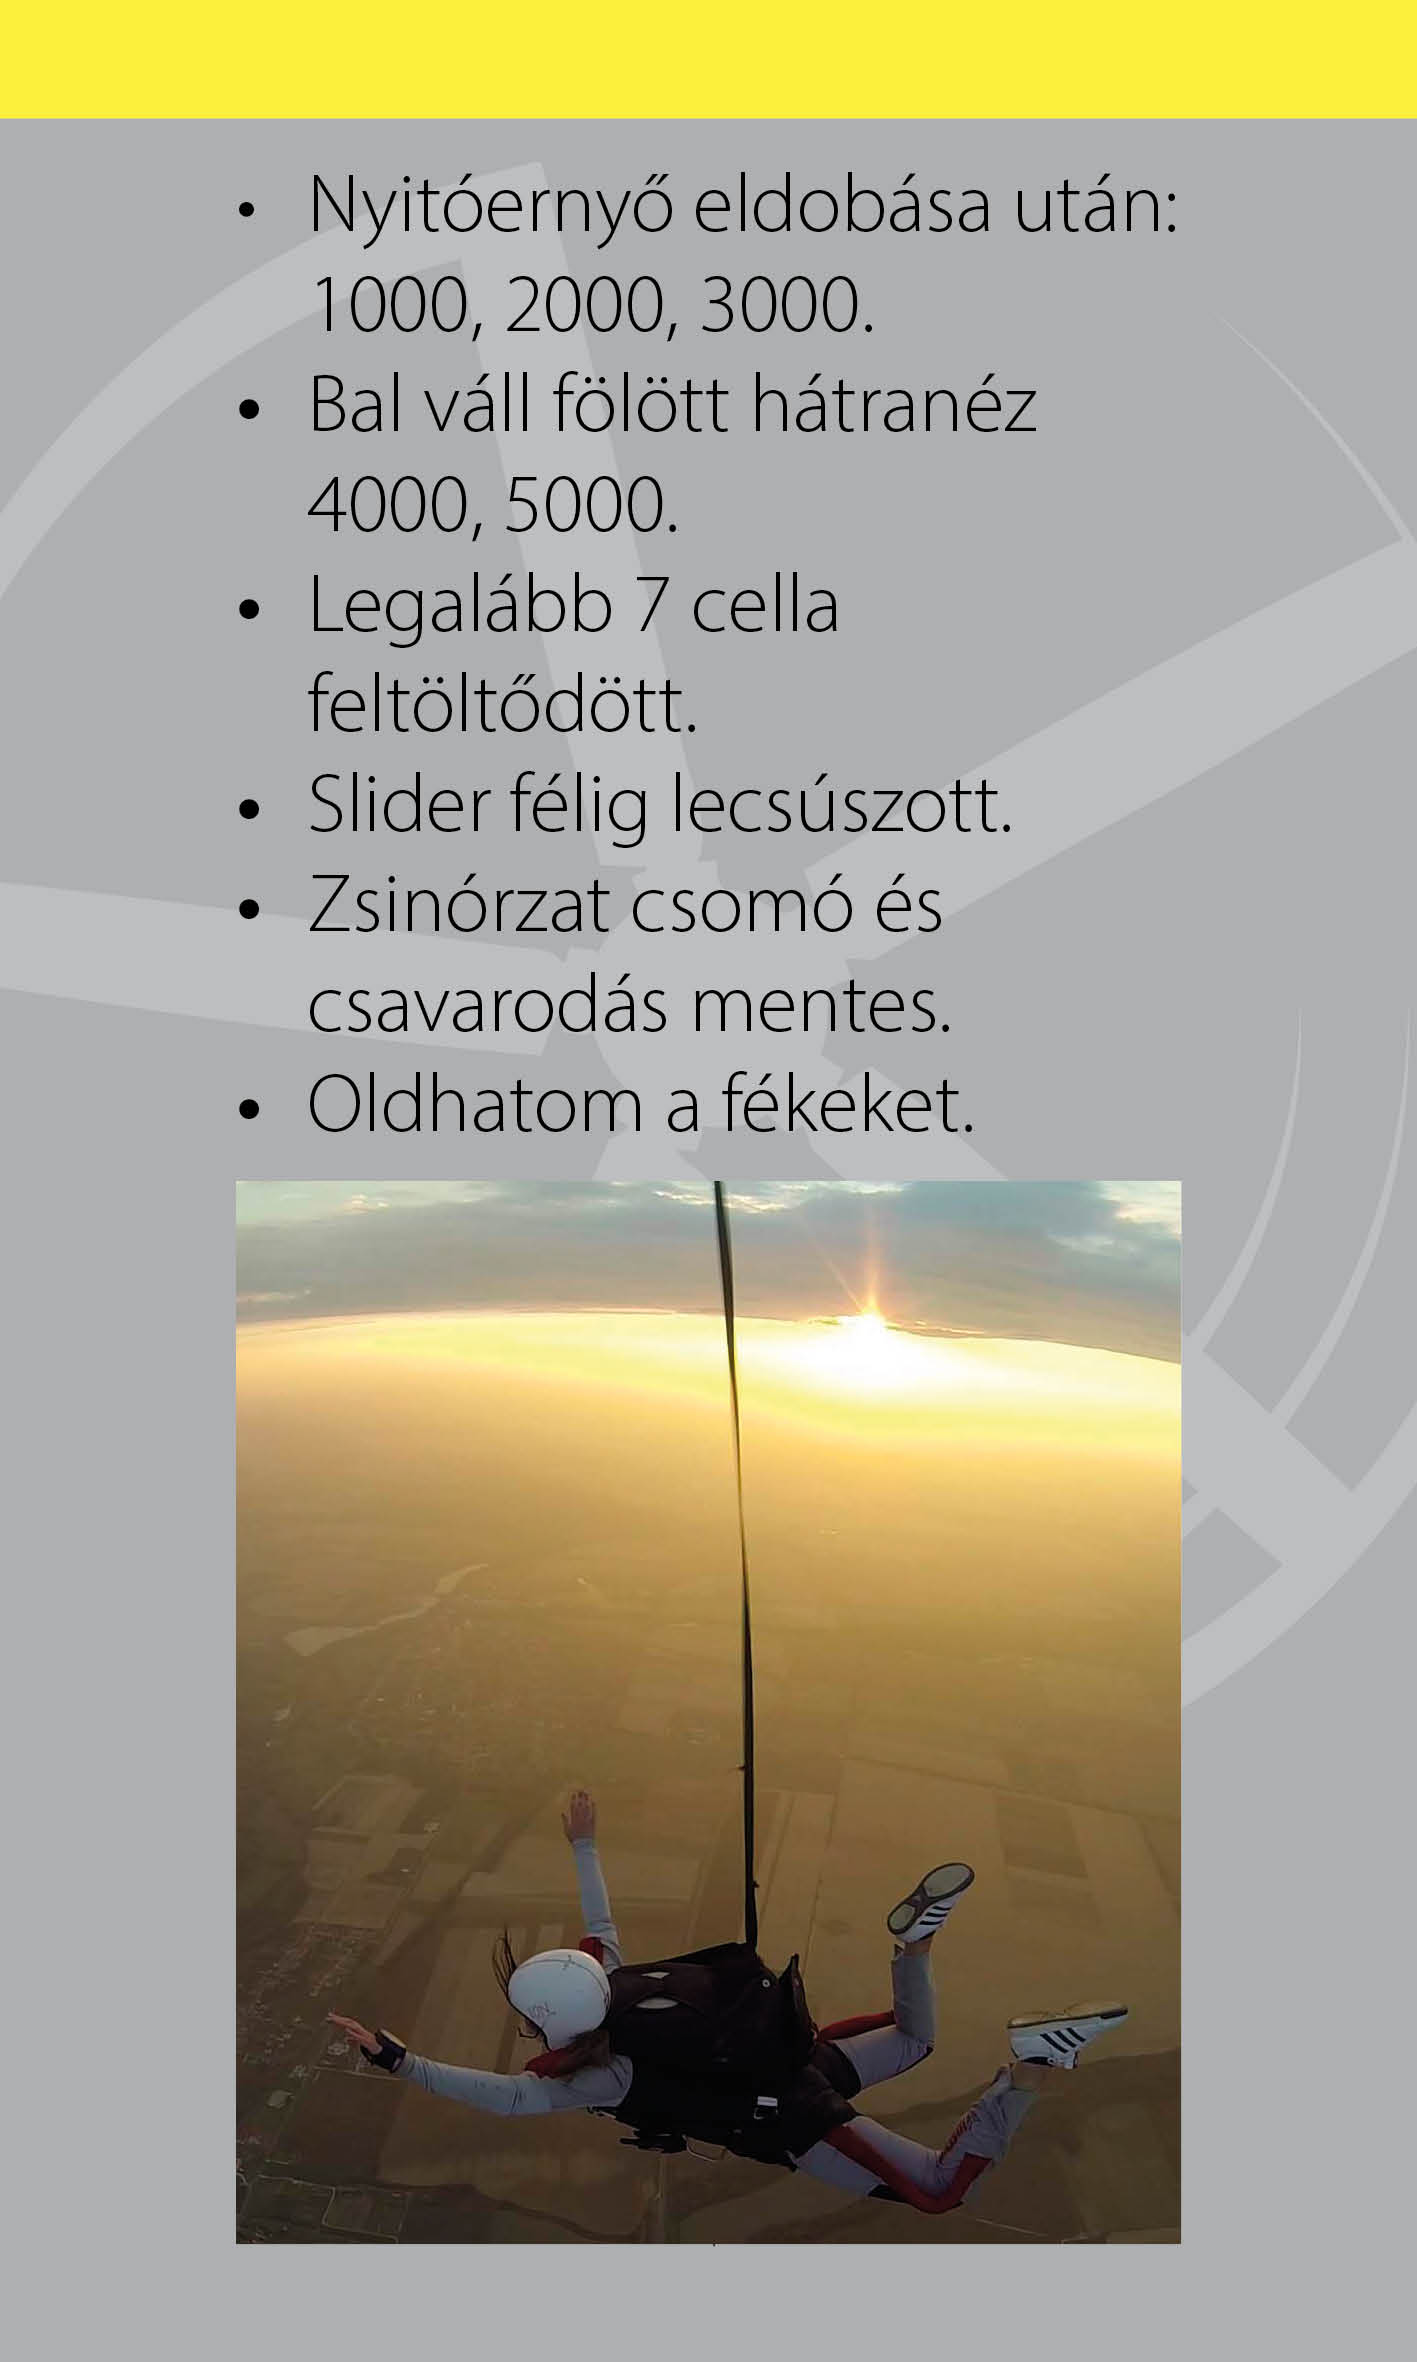 • Nyitóernyő eldobása után:
1000, 2000, 3000.
• Bal váll fölött hátranéz
4000, 5000.
• Legalább 7 cella
feltöltődött.
• Slider félig lecsúszott.
• Zsinórzat csomó és
csavarodás mentes.
• Oldhatom a fékeket.